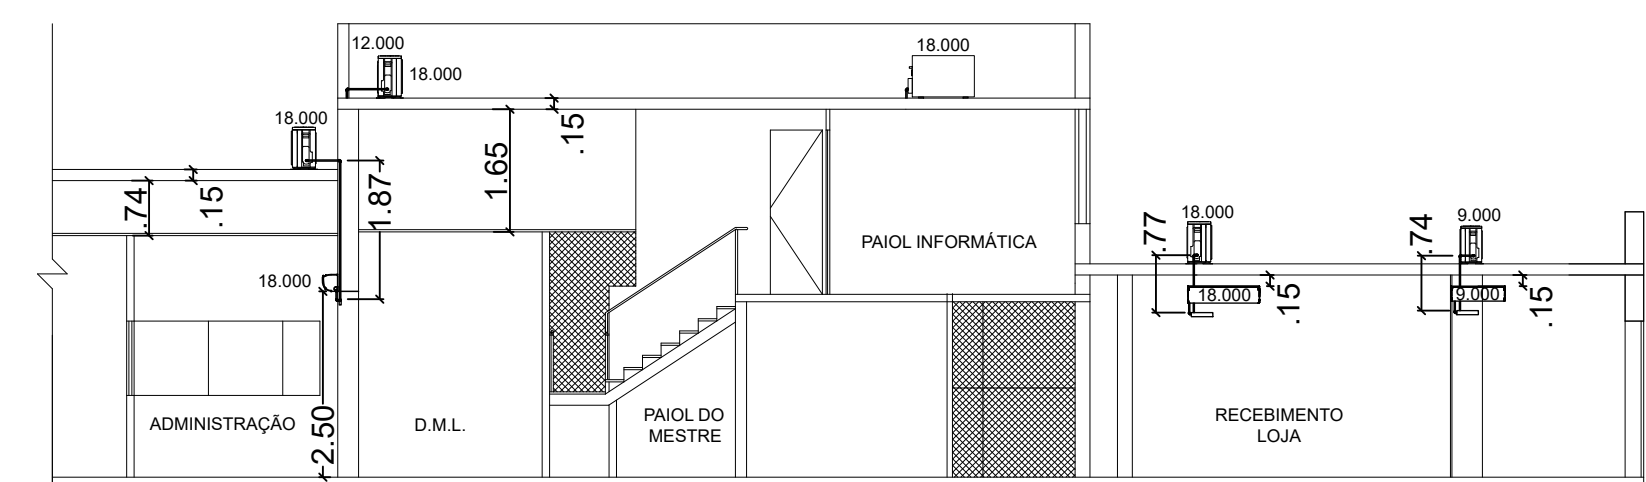 12.000
18.000
18.000
18.000
.15
1.65
.74
.15
1.87
.77
18.000
.74
9.000
PAIOL INFORMÁTICA
18.000
18.000
.15
9.000
.15
2.50
ADMINISTRAÇÃO
D.M.L.
PAIOL DO
MESTRE
RECEBIMENTO
LOJA